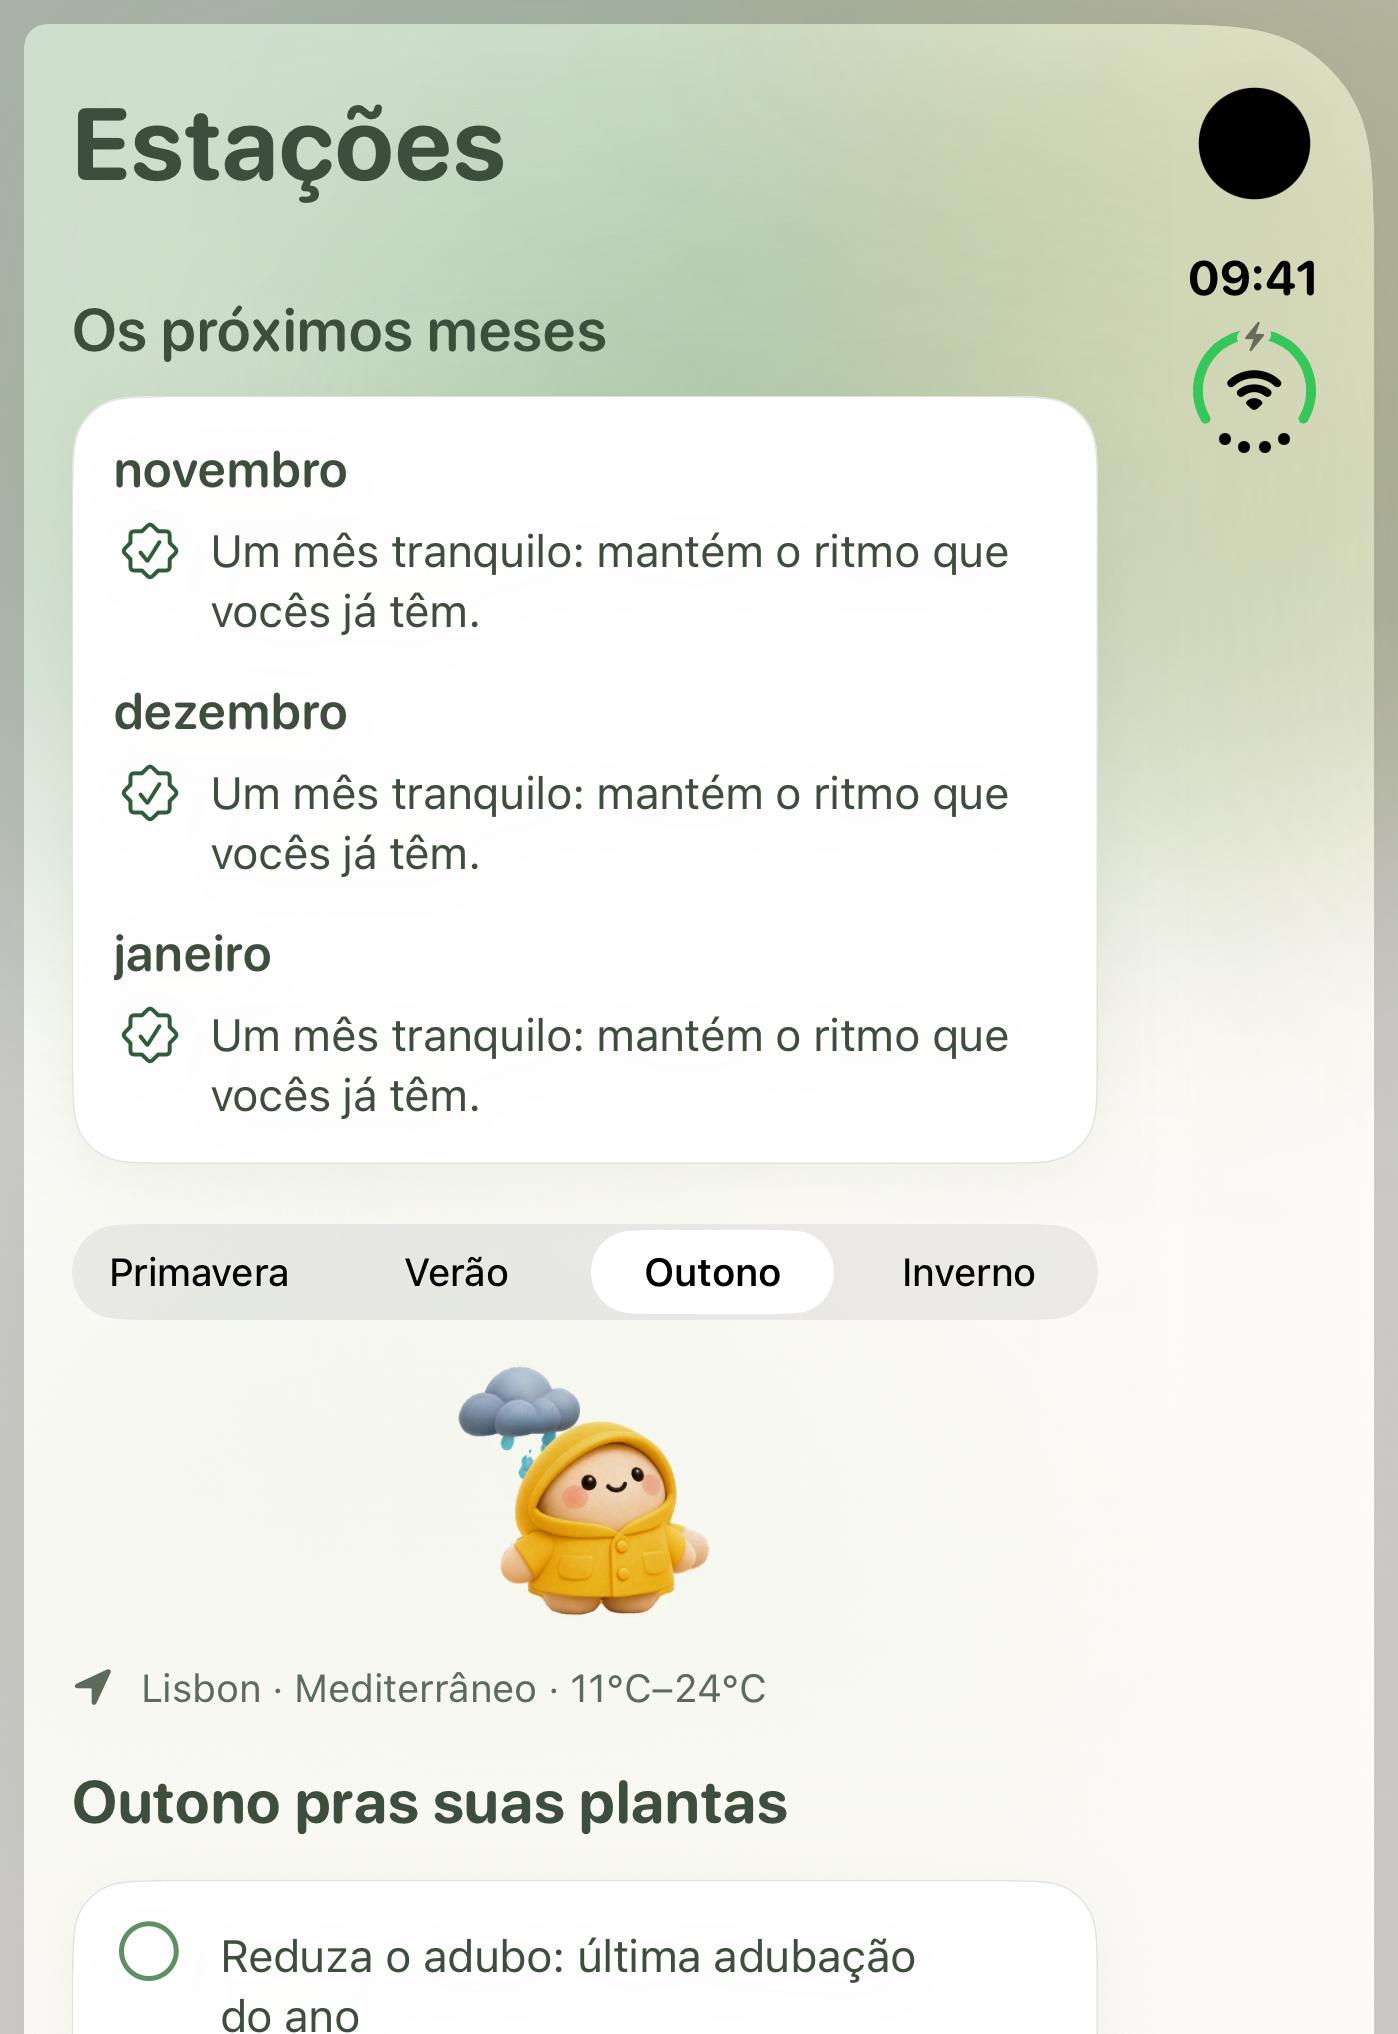 Estações
09:41
Os próximos meses
novembro
Um mês tranquilo: mantém o ritmo que
vocês já têm.
dezembro
Um mês tranquilo: mantém o ritmo que
vocês já têm.
janeiro
Um mês tranquilo: mantém o ritmo que
vocês já têm.
Primavera Verão Outono Inverno
Lisbon · Mediterrâneo · 11°C–24°C
Outono pras suas plantas
Reduza o adubo: última adubação
do ano